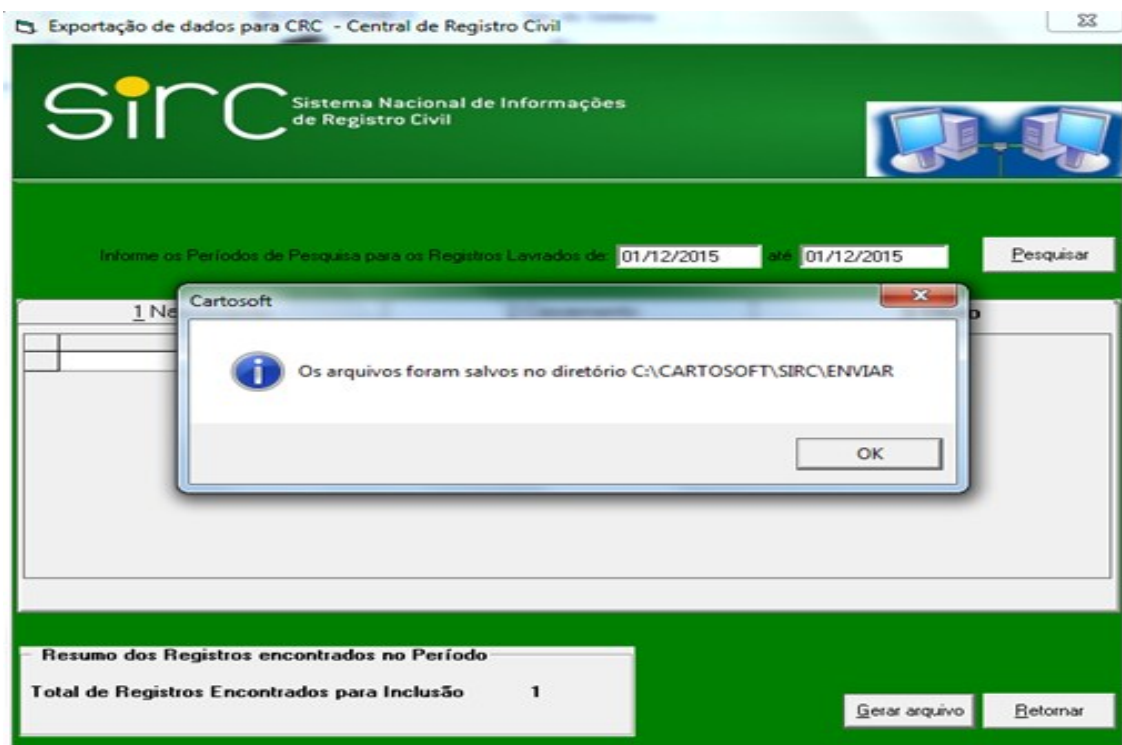 Exportação de dados para CRC - Central de Registro Civil
sirc
Sistema Nacional de Informações
de Registro Civil
Informe os Períodos de Pesquisa para os Registros Lavrados de: 01/12/2015 até 01/12/2015 Pesquisar
1 Na
Cartosoft
Os arquivos foram salvos no diretório C:\CARTOSOFT\SIRC\ENVIAR
OK
Resumo dos Registros encontrados no Período
Total de Registros Encontrados para Inclusão 1
Gerar arquivo Retornar